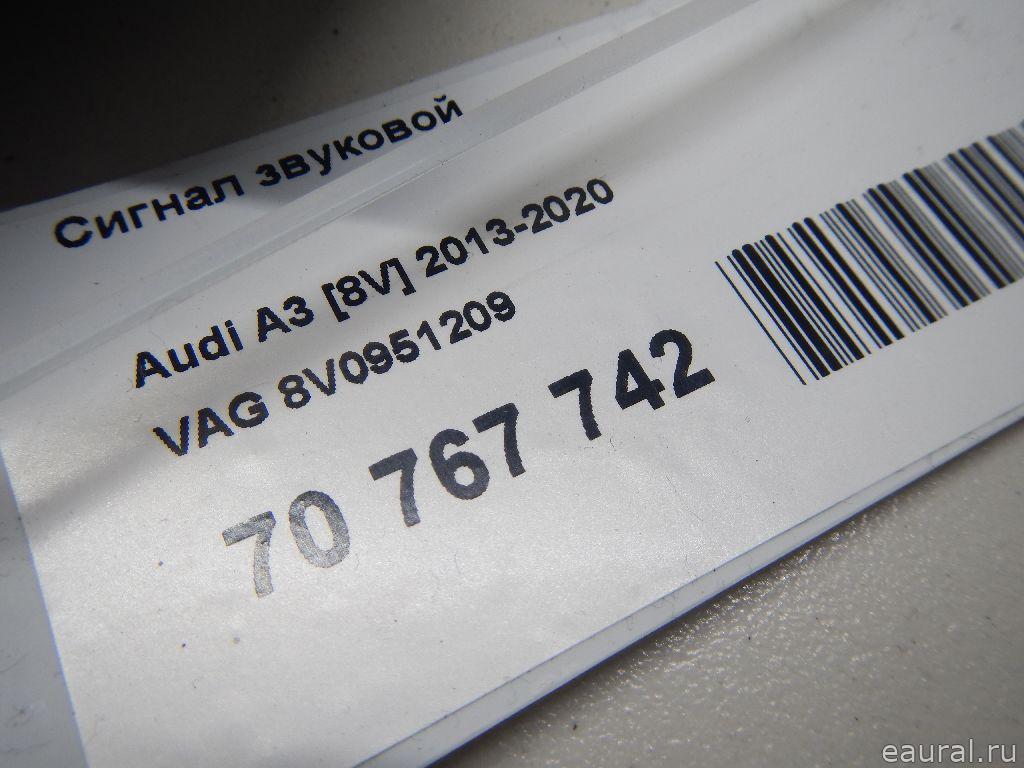 Сигнал звуковой
Audi A3 [8V] 2013-2020
VAG 8V0951209
70 767 742
eaural.ru